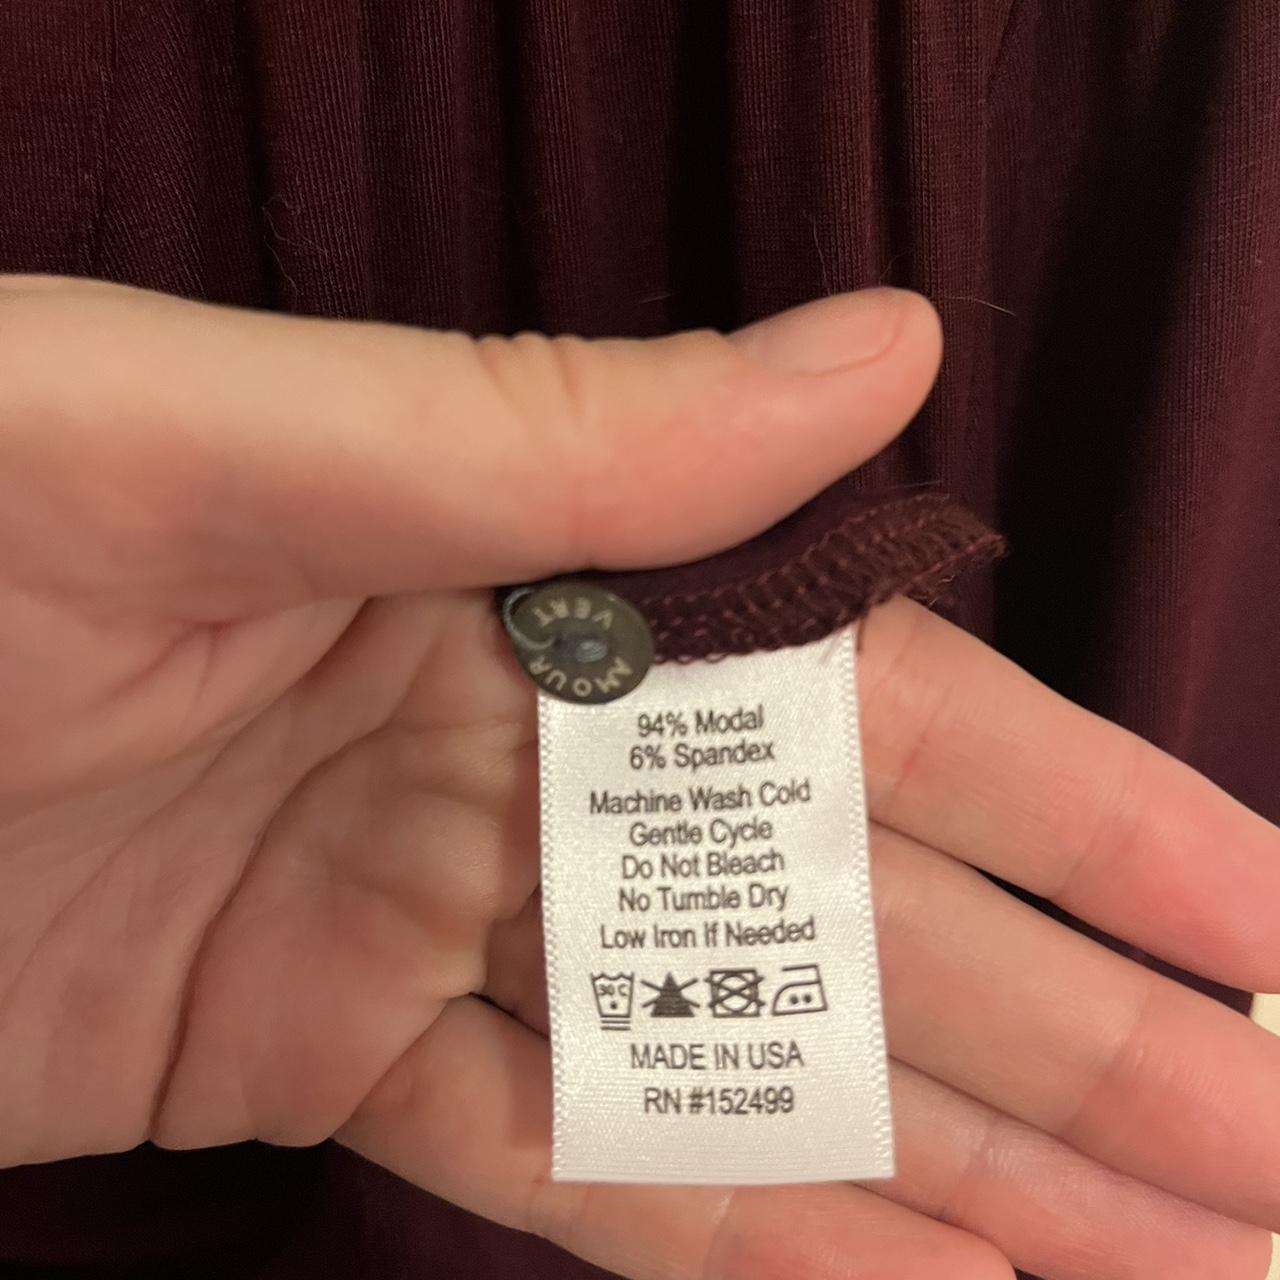 AMOUR VERT
94% Modal
6% Spandex
Machine Wash Cold
Gentle Cycle
Do Not Bleach
No Tumble Dry
Low Iron If Needed
30 C
MADE IN USA
RN #152499